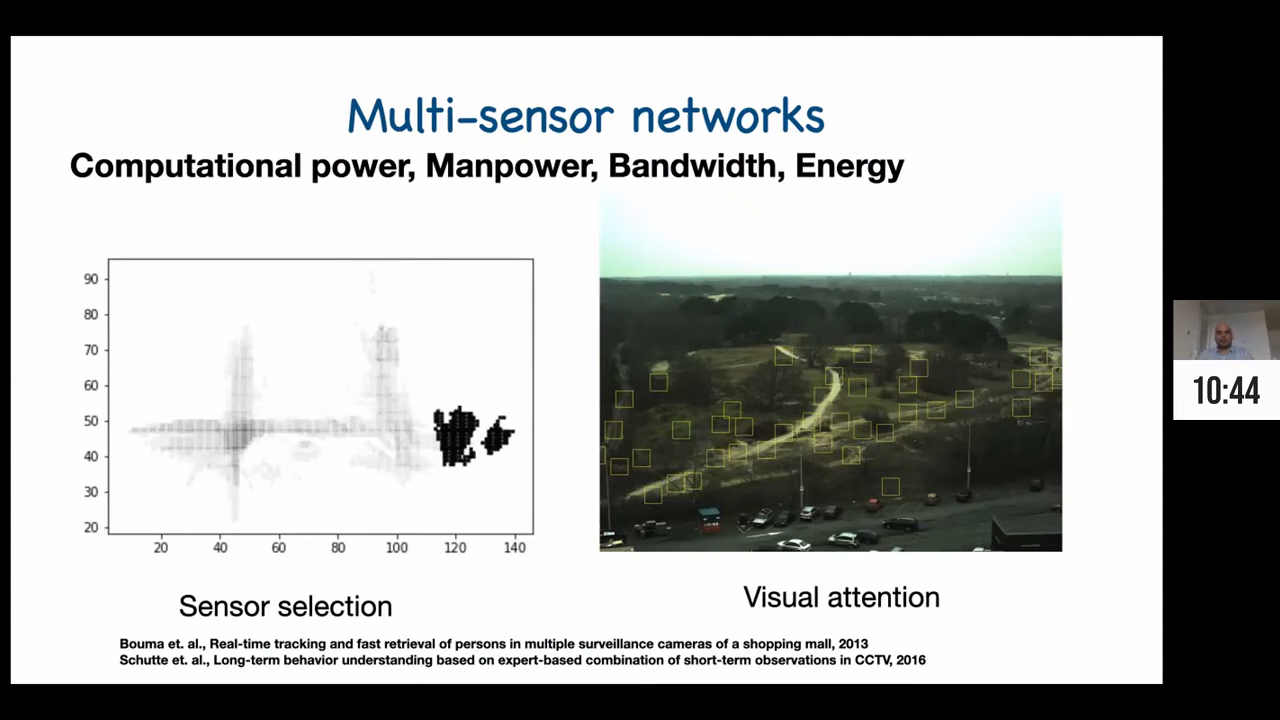 Multi-sensor networks
Computational power, Manpower, Bandwidth, Energy
90
80
70
60
50
40
30
20
20 40 60 80 100 120 140
Sensor selection
Visual attention
10:44
Bouma et. al., Real-time tracking and fast retrieval of persons in multiple surveillance cameras of a shopping mall, 2013
Schutte et. al., Long-term behavior understanding based on expert-based combination of short-term observations in CCTV, 2016